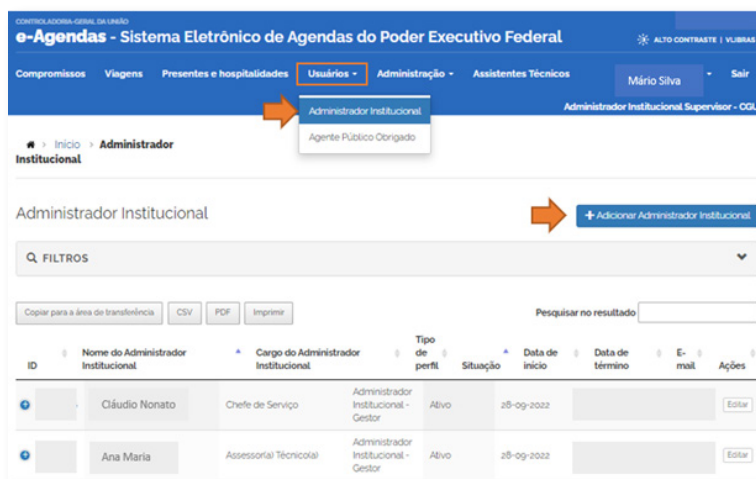 CONTROLADORIA-GERAL DA UNIÃO
e-Agendas - Sistema Eletrônico de Agendas do Poder Executivo Federal
ALTO CONTRASTE | VLIBRAS
Compromissos Viagens Presentes e hospitalidades Usuários Administração Assistentes Técnicos Mário Silva Sair
Administrador Institucional
Administrador Institucional Supervisor - CGU
Agente Público Obrigado
> Início > Administrador
Institucional
Administrador Institucional
+ Adicionar Administrador Institucional
FILTROS
Copiar para a área de transferência CSV PDF Imprimir Pesquisar no resultado
ID Nome do Administrador Institucional Cargo do Administrador Institucional Tipo de perfil Situação Data de início Data de término E-mail Ações
Cláudio Nonato Chefe de Serviço Administrador Institucional - Gestor Ativo 28-09-2022 Editar
Ana Maria Assessor(a) Técnico(a) Administrador Institucional - Gestor Ativo 28-09-2022 Editar